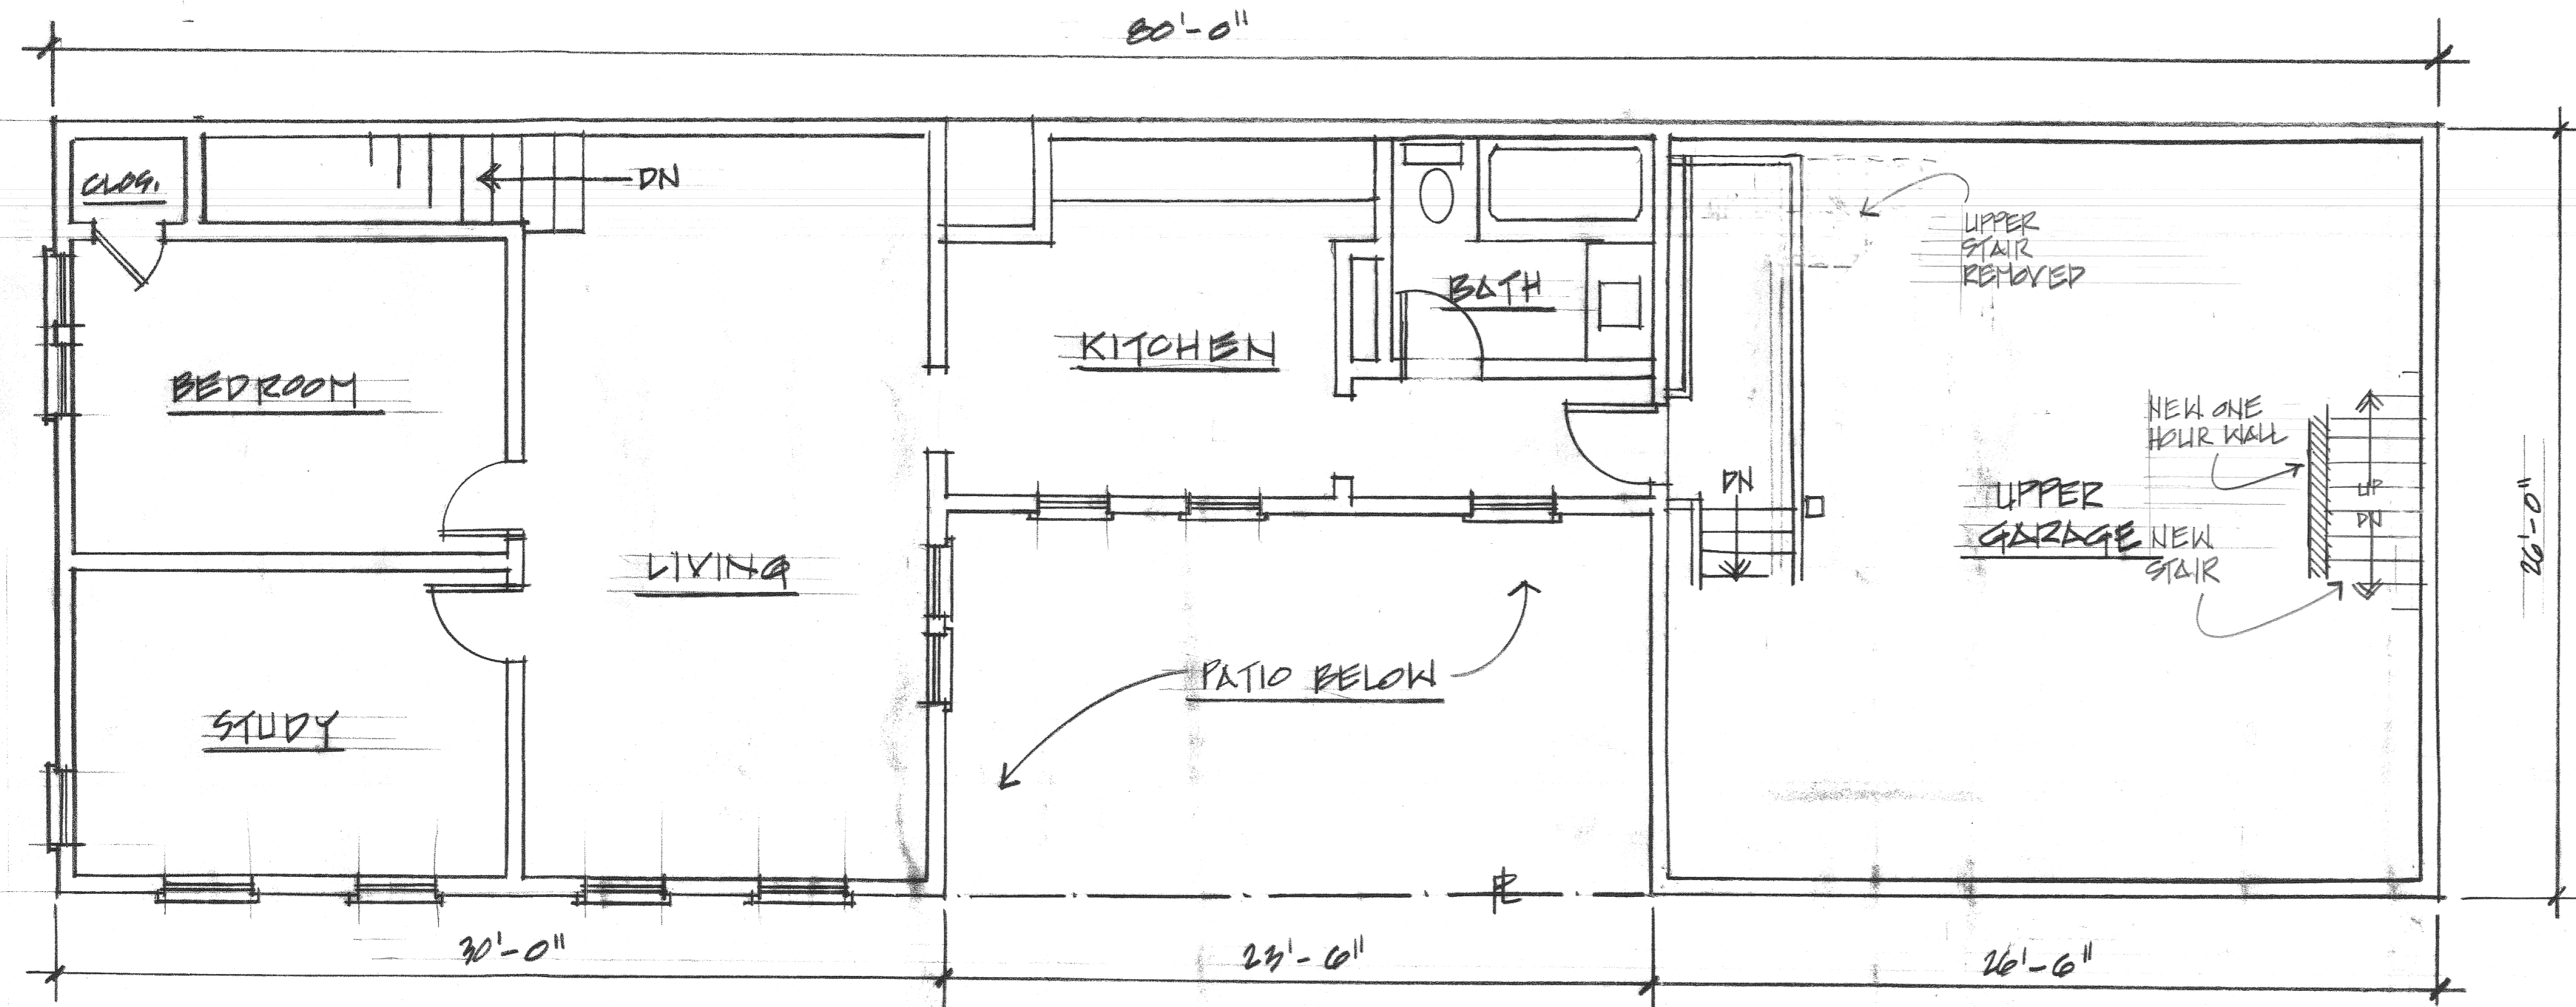 80'-0"
CLOS.
DN
UPPER
STAIR
REMOVED
BATH
KITCHEN
BEDROOM
NEW ONE
HOUR WALL
DN
UP
DN
UPPER
GARAGE
NEW
STAIR
26'-0"
LIVING
PATIO BELOW
STUDY
PL
30'-0"
23'-6"
26'-6"